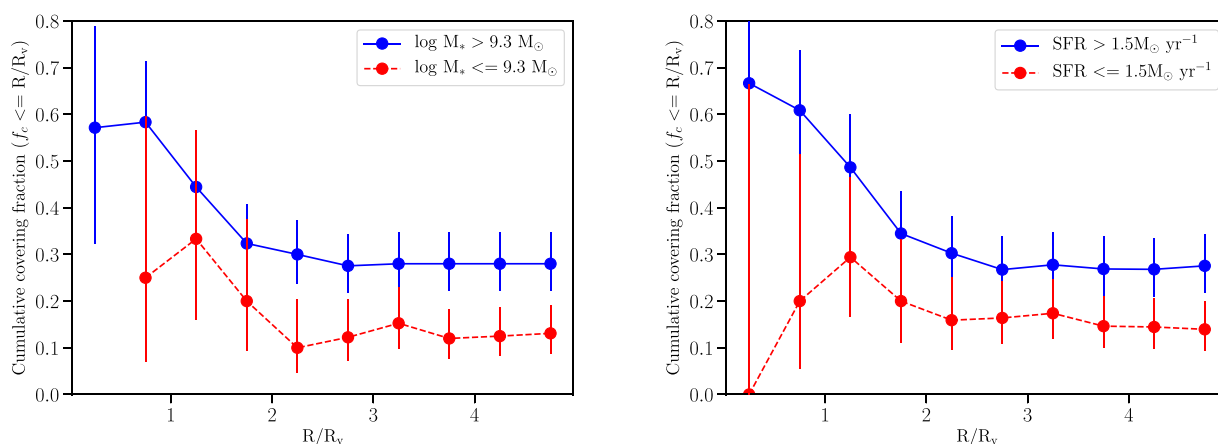 Cumulative covering fraction (f_c <= R/R_v)
0.8
0.7
0.6
0.5
0.4
0.3
0.2
0.1
0.0
log M_* > 9.3 M_⊙
log M_* <= 9.3 M_⊙
1 2 3 4
R/R_v
Cumulative covering fraction (f_c <= R/R_v)
0.8
0.7
0.6
0.5
0.4
0.3
0.2
0.1
0.0
SFR > 1.5M_⊙ yr⁻¹
SFR <= 1.5M_⊙ yr⁻¹
1 2 3 4
R/R_v